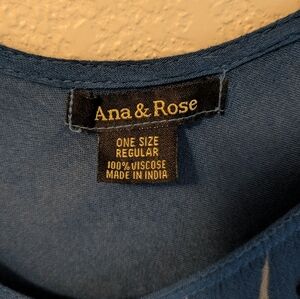 Ana & Rose
ONE SIZE
REGULAR
100% VISCOSE
MADE IN INDIA